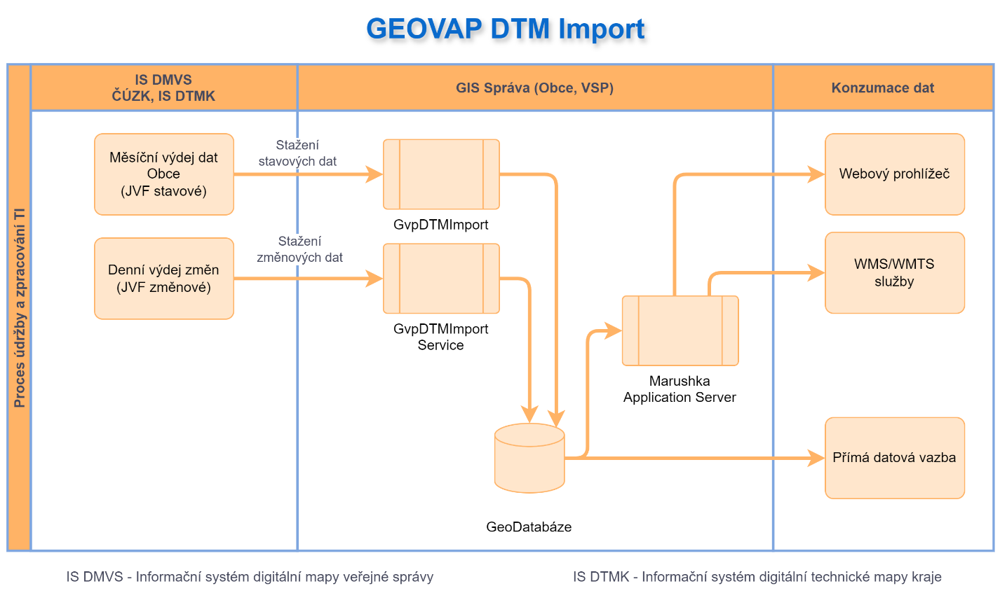 GEOVAP DTM Import
IS DMVS
ČÚZK, IS DTMK
GIS Správa (Obce, VSP)
Konzumace dat
Proces údržby a zpracování TI
Měsíční výdej dat
Obce
(JVF stavové)
Stažení
stavových dat
GvpDTMImport
Webový prohlížeč
Denní výdej změn
(JVF změnové)
Stažení
změnových dat
GvpDTMImport
Service
WMS/WMTS
služby
Marushka
Application Server
Přímá datová vazba
GeoDatabáze
IS DMVS - Informační systém digitální mapy veřejné správy
IS DTMK - Informační systém digitální technické mapy kraje